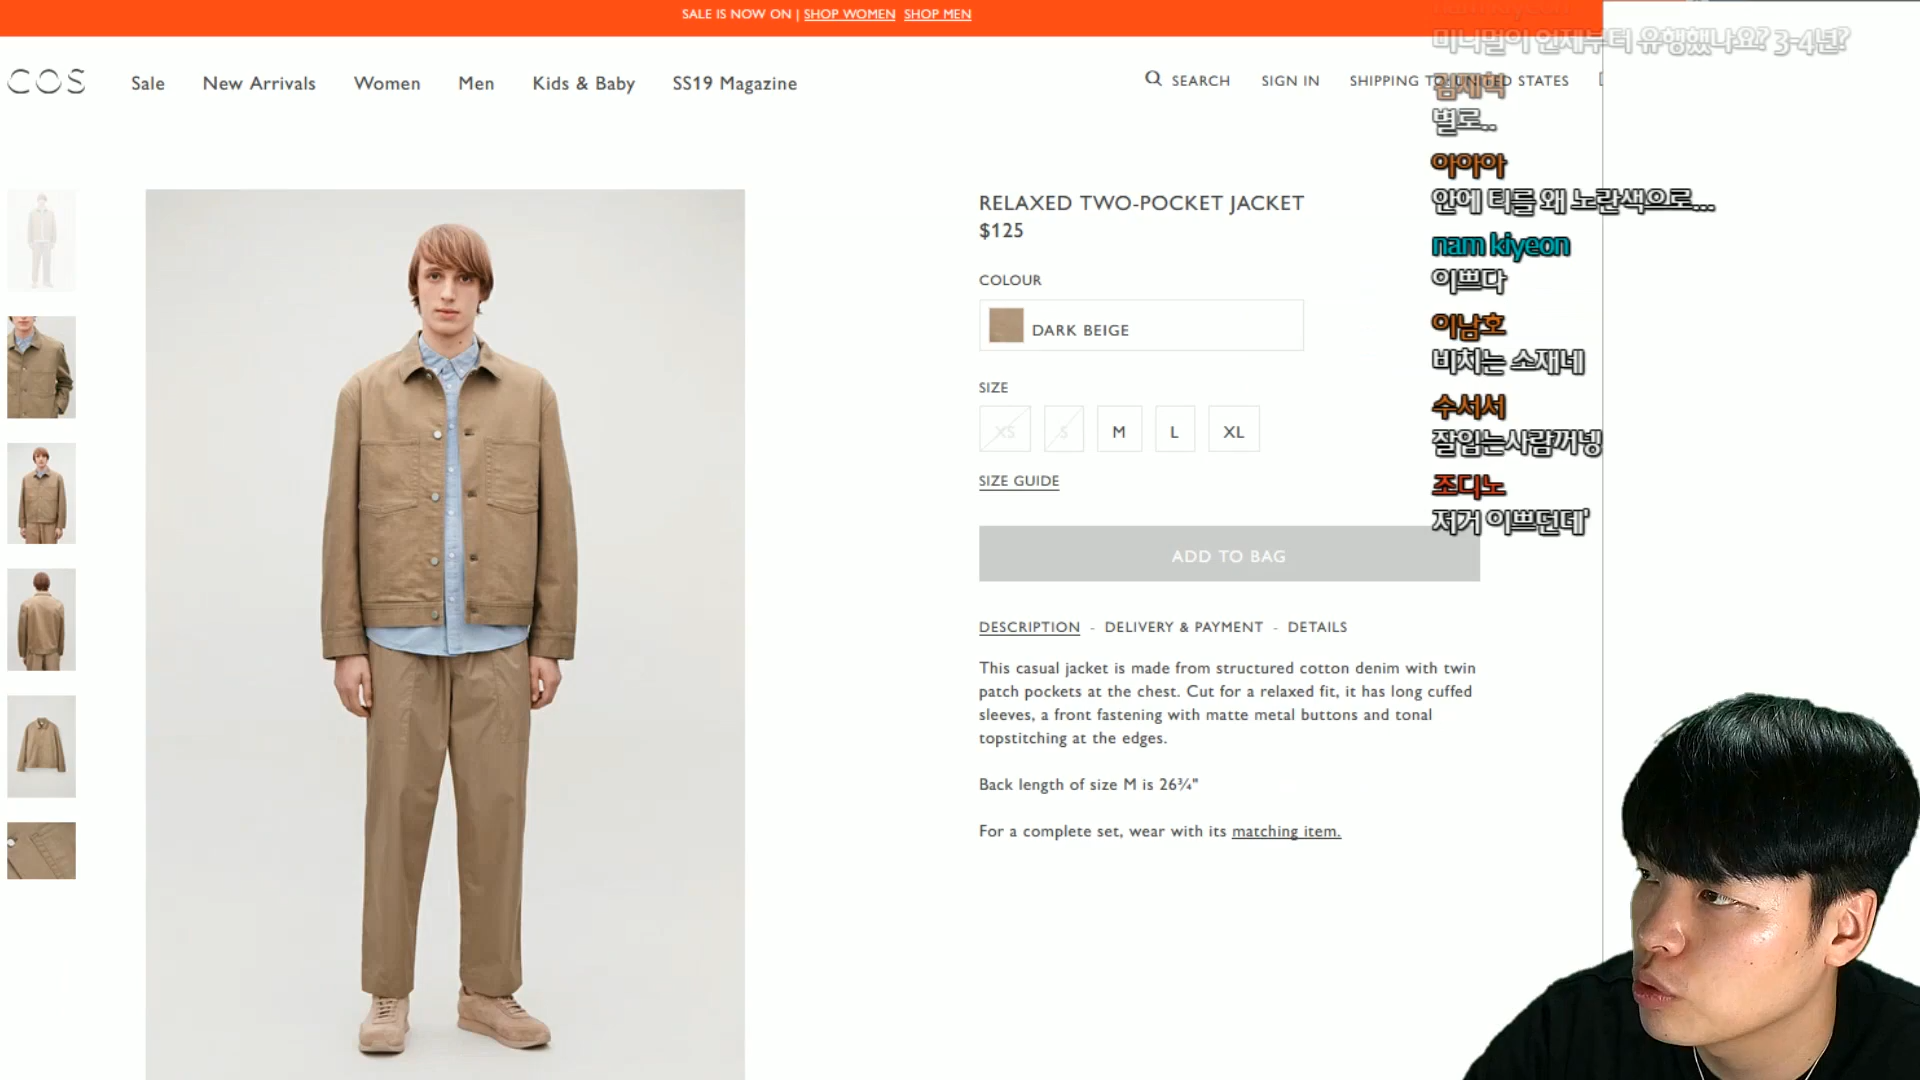 SALE IS NOW ON | SHOP WOMEN SHOP MEN
COS
Sale
New Arrivals
Women
Men
Kids & Baby
SS19 Magazine
SEARCH
SIGN IN
SHIPPING TO: UNITED STATES
RELAXED TWO-POCKET JACKET
$125
COLOUR
DARK BEIGE
SIZE
XS
S
M
L
XL
SIZE GUIDE
ADD TO BAG
DESCRIPTION - DELIVERY & PAYMENT - DETAILS
This casual jacket is made from structured cotton denim with twin
patch pockets at the chest. Cut for a relaxed fit, it has long cuffed
sleeves, a front fastening with matte metal buttons and tonal
topstitching at the edges.
Back length of size M is 26¾"
For a complete set, wear with its matching item.
nam kiyeon
미니멀이 언제부터 유행했나요? 3-4년?
김재혁
별로..
아아아
안에 티를 왜 노란색으로...
nam kiyeon
이쁘다
이남호
비치는 소재네
수서서
잘입는사람꺼넹
조디노
저거 이쁘던데'